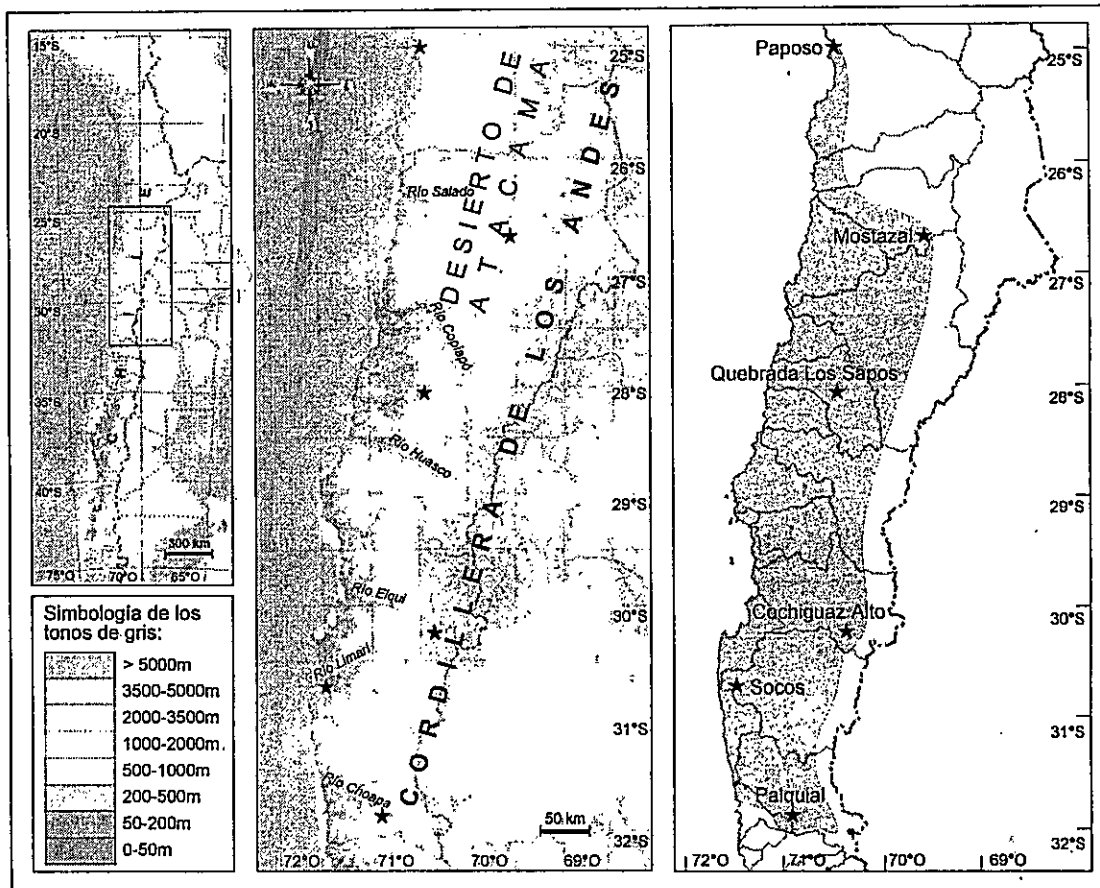 15°S
20°S
25°S
30°S
35°S
40°S
75°O 70°O 65°O
300 km
C H I L E
Simbología de los
tonos de gris:
> 5000m
3500-5000m
2000-3500m
1000-2000m
500-1000m
200-500m
50-200m
0-50m
DESIERTO DE
ATACAMA
CORDILLERA DE LOS ANDES
Río Salado
Río Copiapó
Río Huasco
Río Elqui
Río Limarí
Río Choapa
25°S
26°S
27°S
28°S
29°S
30°S
31°S
32°S
50 km
72°O 71°O 70°O 69°O
Paposo
Mostazal
Quebrada Los Sapos
Cochiguaz Alto
Socos
Palquial
25°S
26°S
27°S
28°S
29°S
30°S
31°S
32°S
72°O 71°O 70°O 69°O